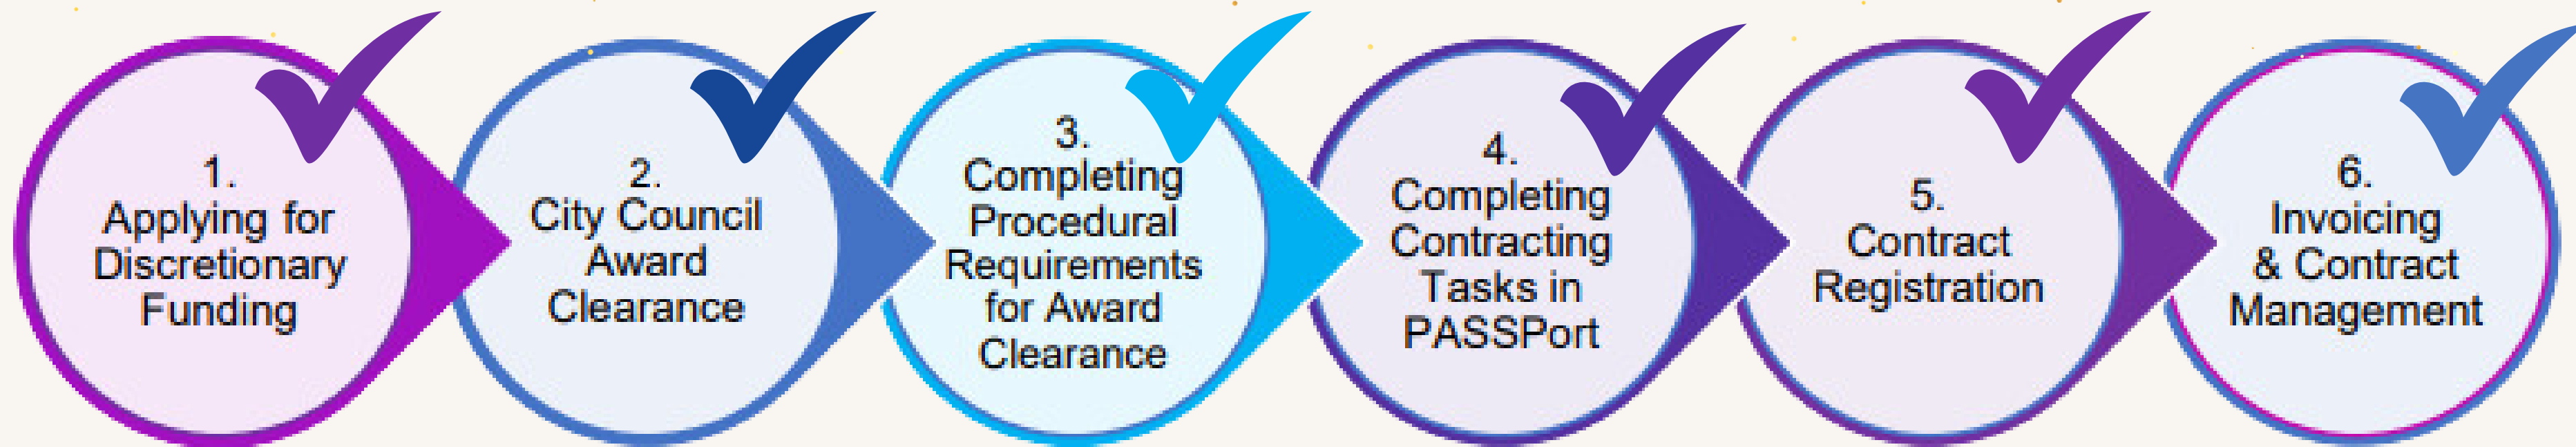 1.
Applying for
Discretionary
Funding
2.
City Council
Award
Clearance
3.
Completing
Procedural
Requirements
for Award
Clearance
4.
Completing
Contracting
Tasks in
PASSPort
5.
Contract
Registration
6.
Invoicing
& Contract
Management